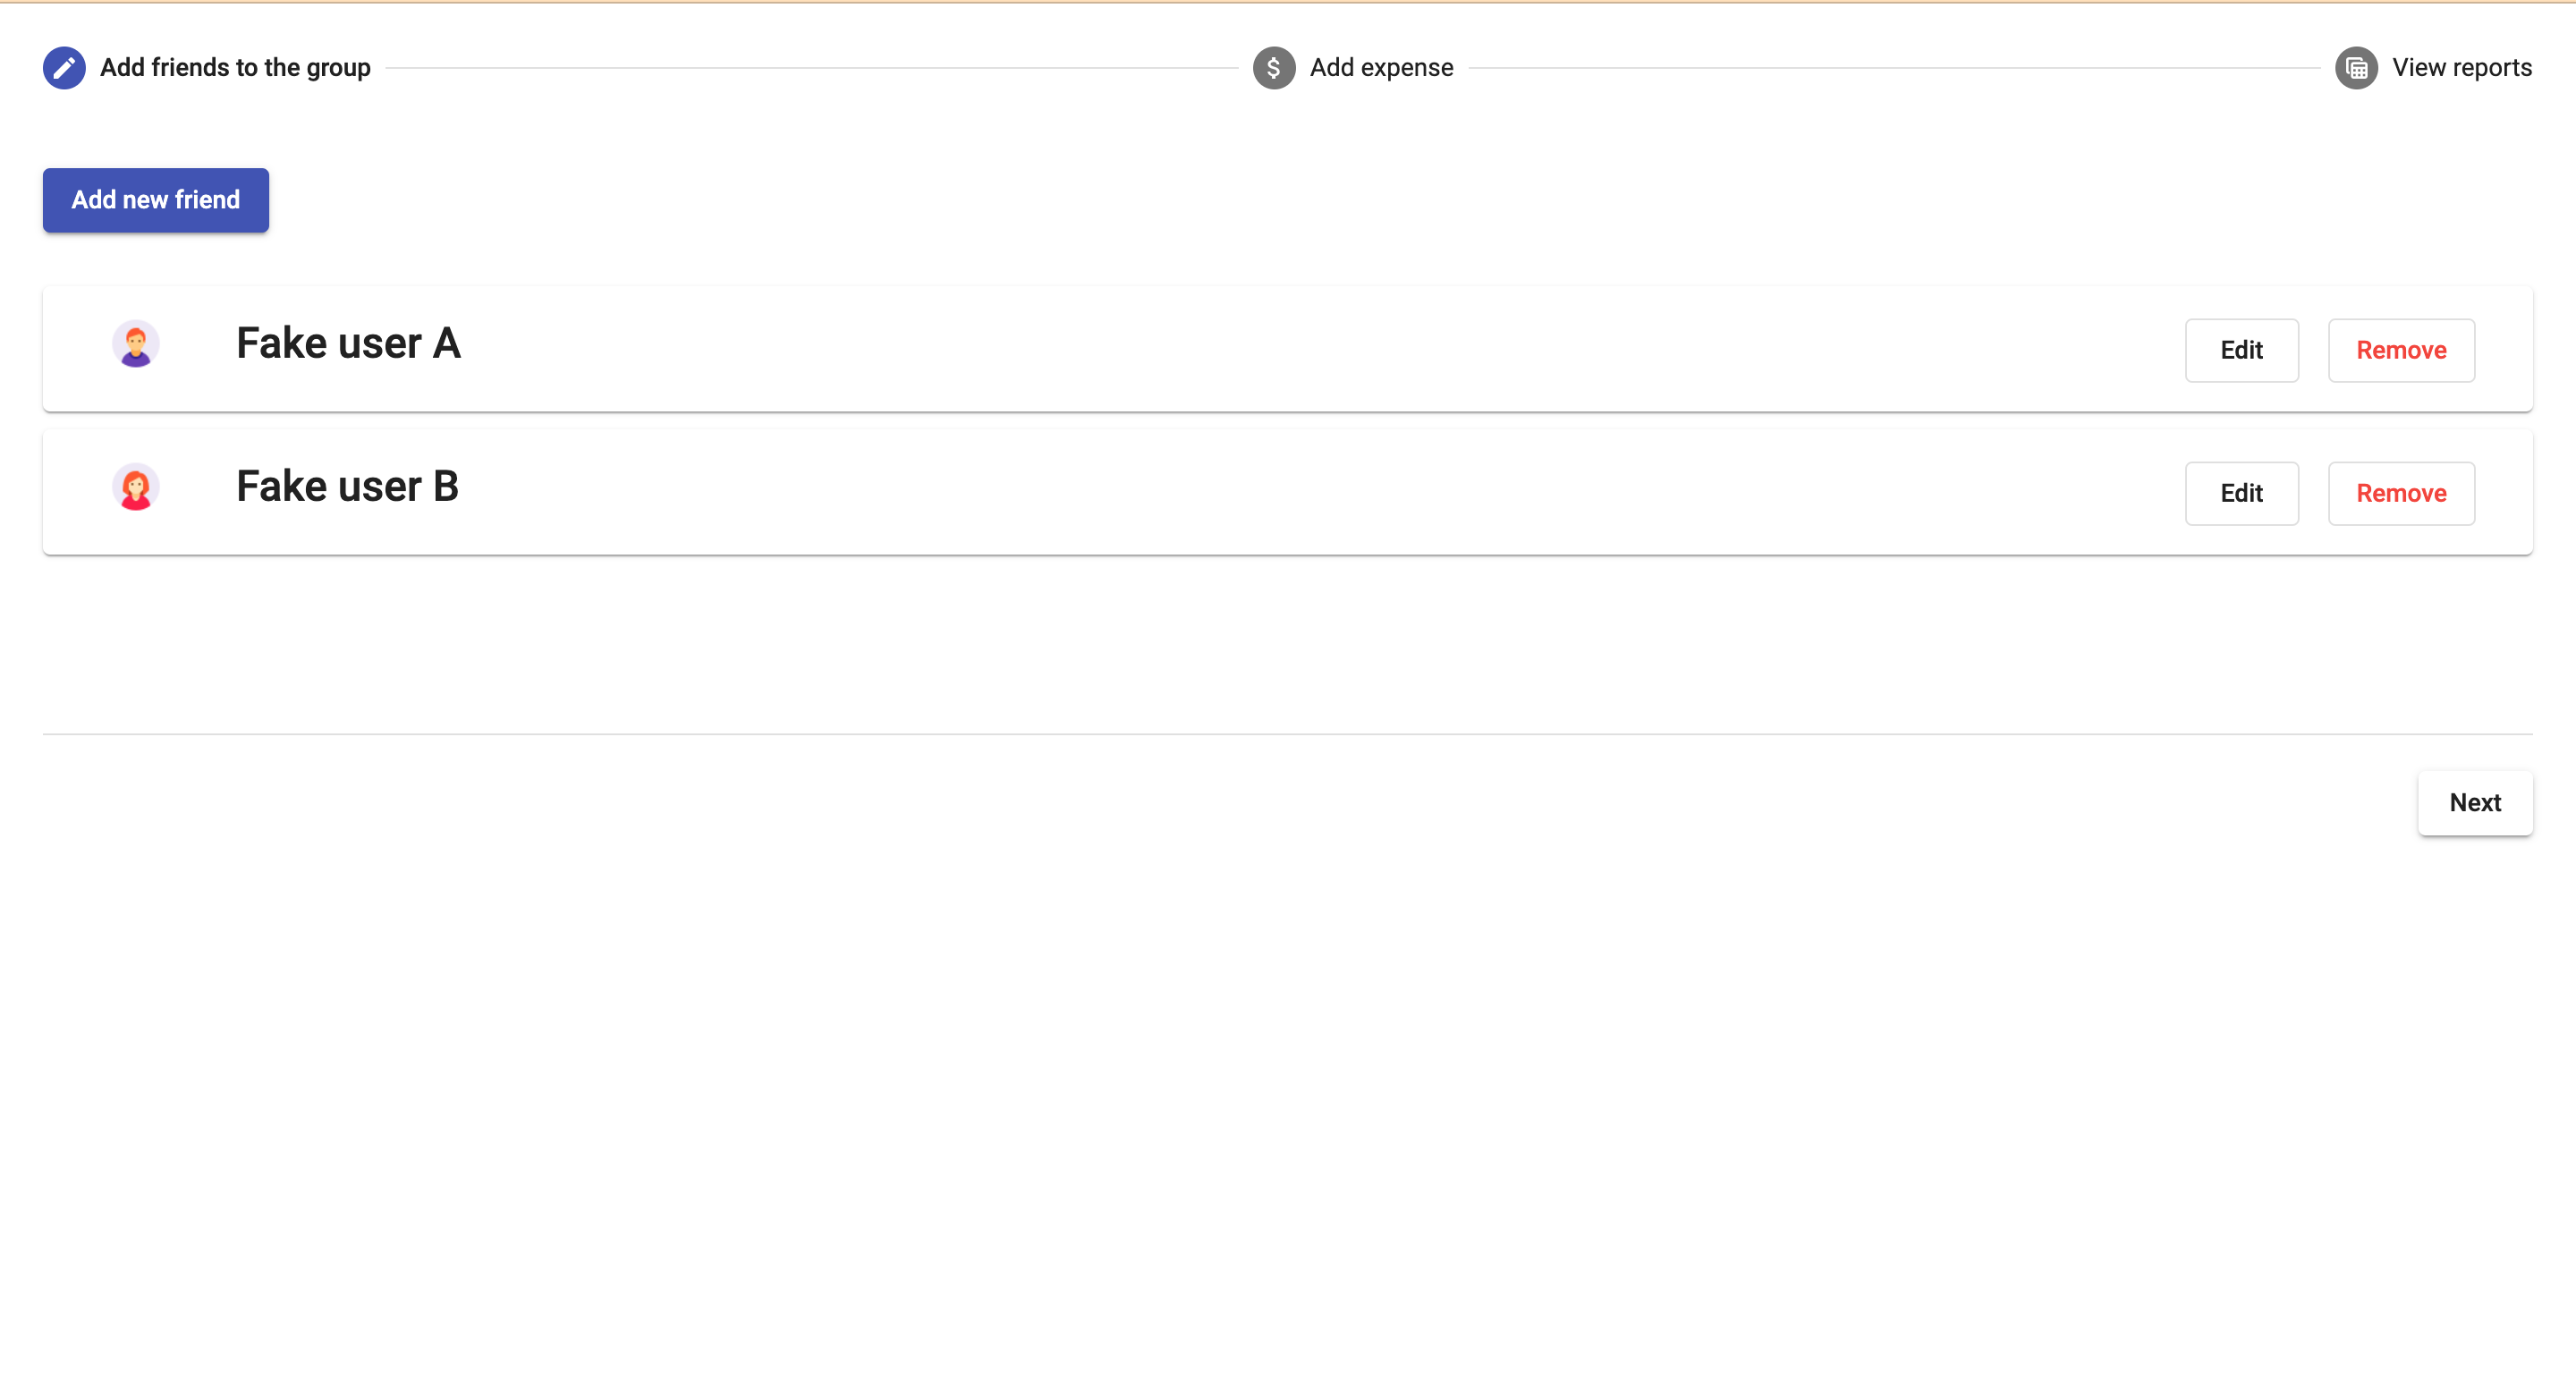 Add friends to the group
$ Add expense
View reports
Add new friend
Fake user A
Edit
Remove
Fake user B
Edit
Remove
Next